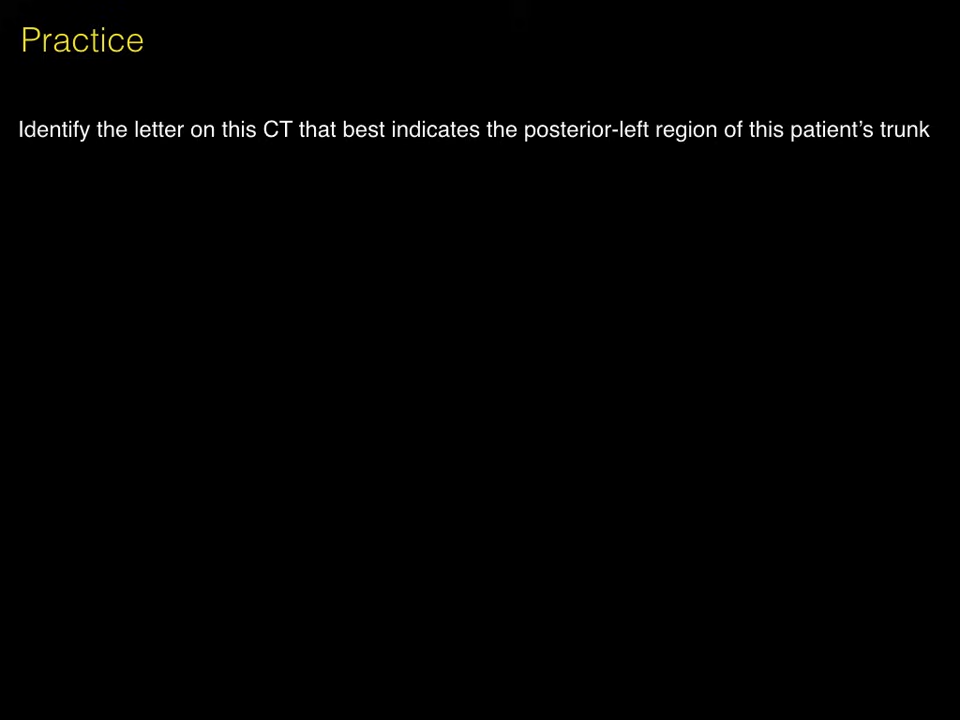 Practice
Identify the letter on this CT that best indicates the posterior-left region of this patient’s trunk